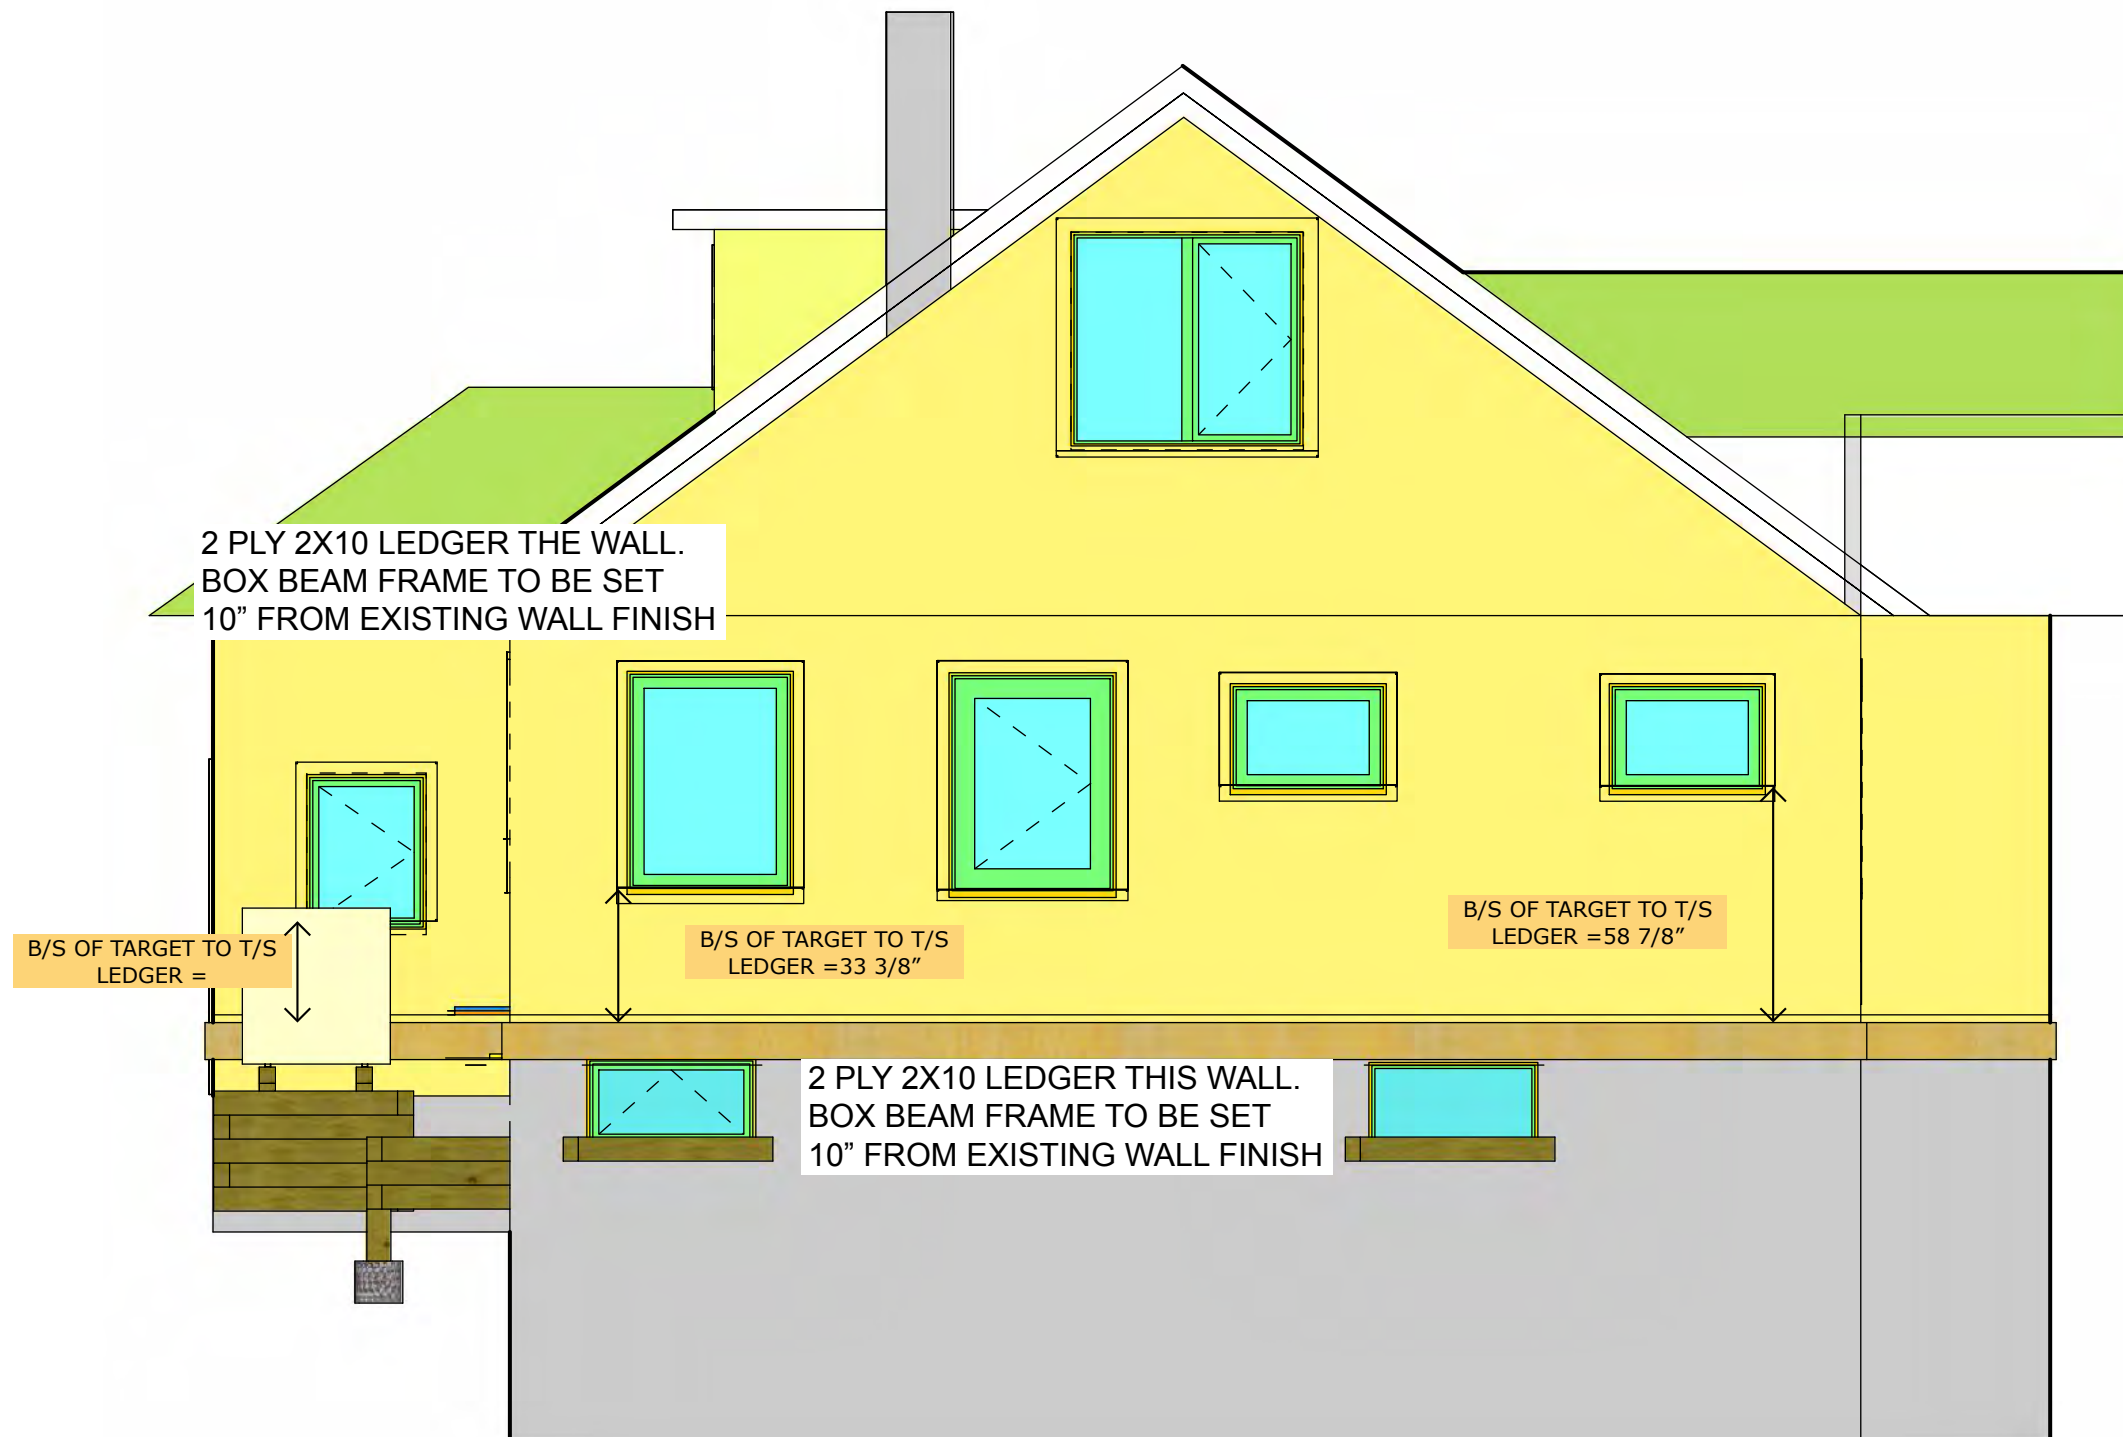 2 PLY 2X10 LEDGER THE WALL.
BOX BEAM FRAME TO BE SET
10” FROM EXISTING WALL FINISH
B/S OF TARGET TO T/S
LEDGER =
B/S OF TARGET TO T/S
LEDGER =33 3/8”
B/S OF TARGET TO T/S
LEDGER =58 7/8”
2 PLY 2X10 LEDGER THIS WALL.
BOX BEAM FRAME TO BE SET
10” FROM EXISTING WALL FINISH